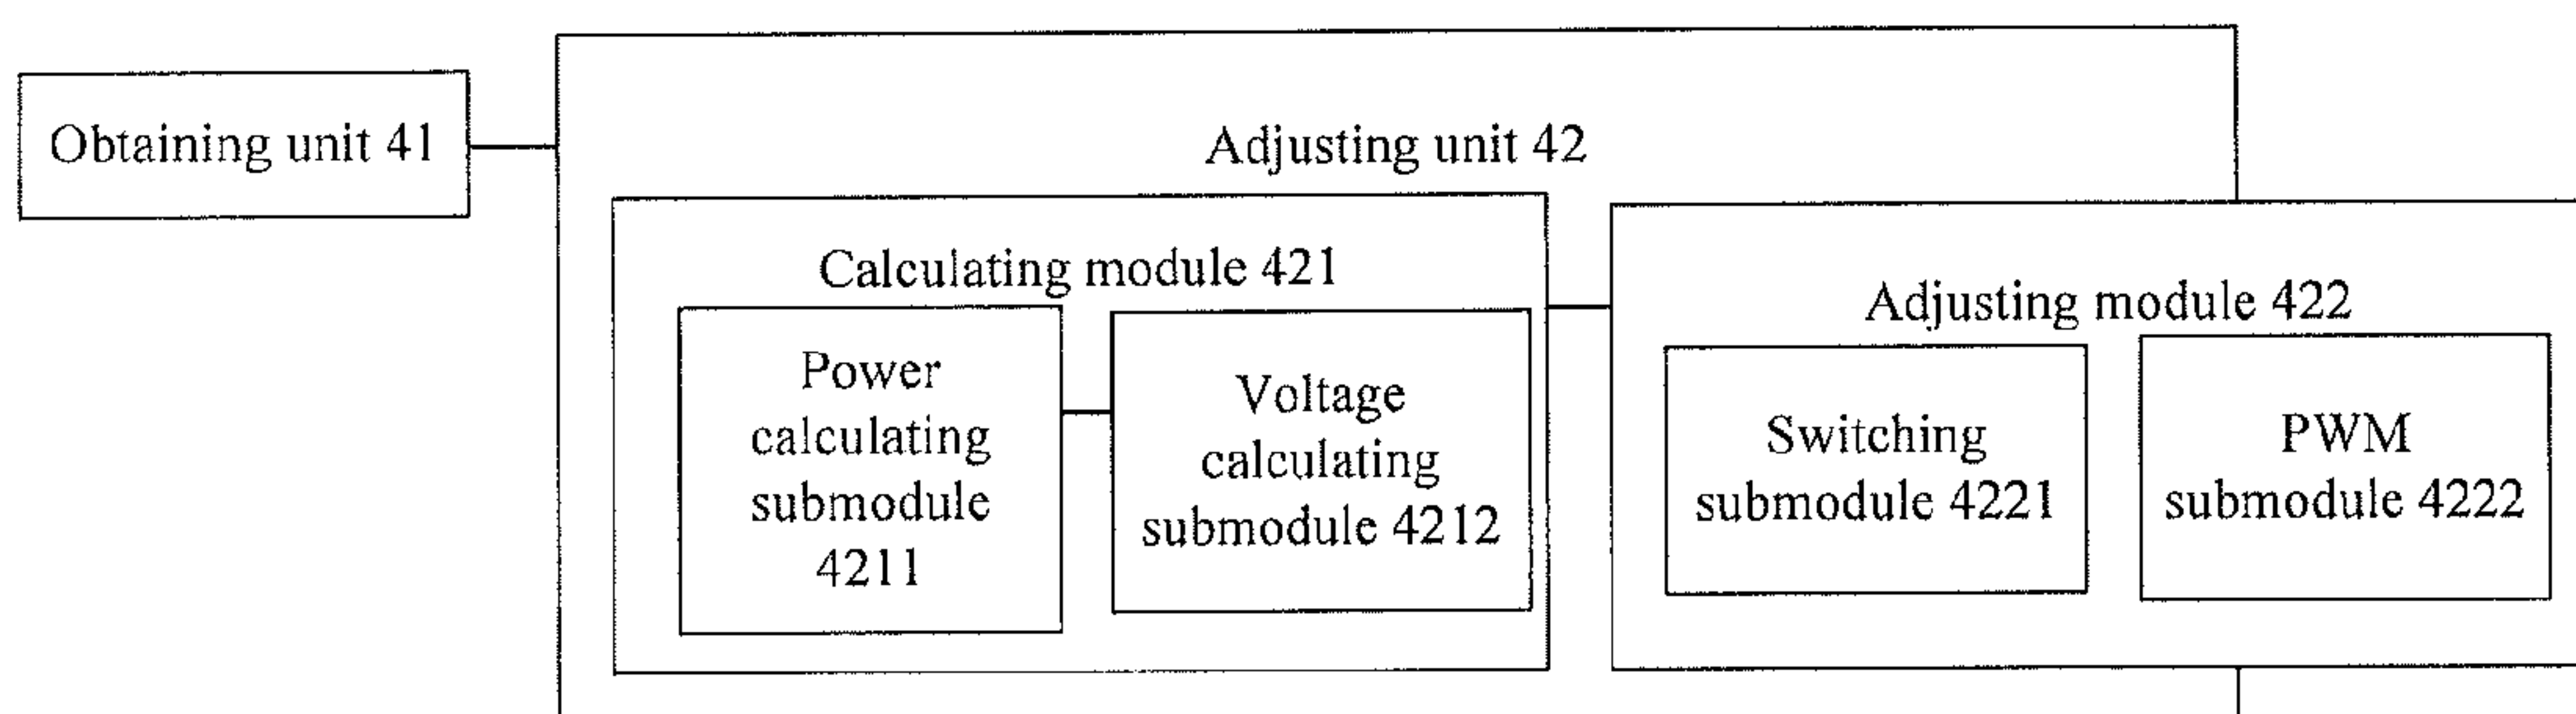 Obtaining unit 41
Adjusting unit 42
Calculating module 421
Power
calculating
submodule
4211
Voltage
calculating
submodule 4212
Adjusting module 422
Switching
submodule 4221
PWM
submodule 4222